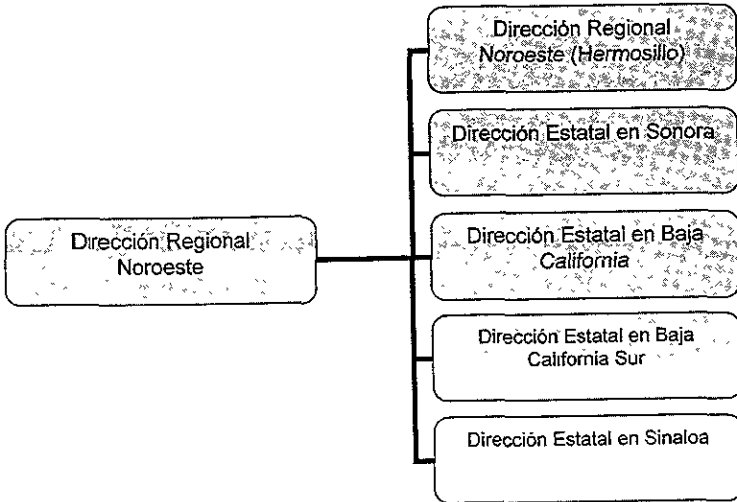 Dirección Regional
Noroeste
Dirección Regional
Noroeste (Hermosillo)
Dirección Estatal en Sonora
Dirección Estatal en Baja
California
Dirección Estatal en Baja
California Sur
Dirección Estatal en Sinaloa